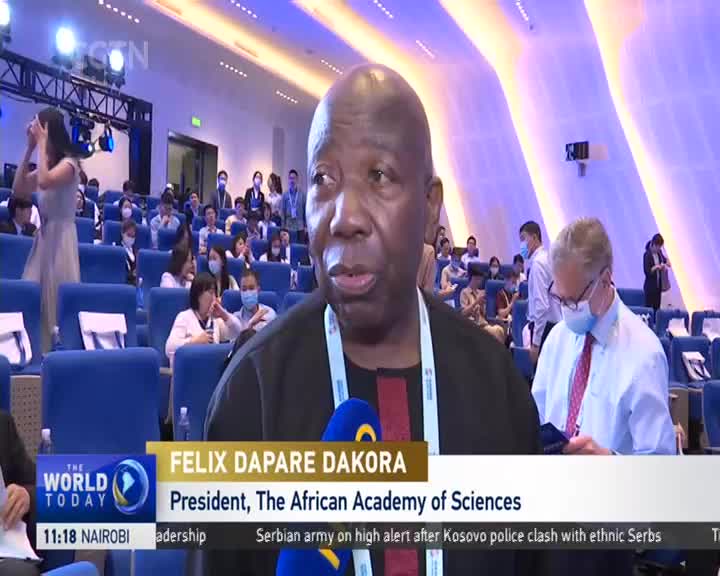 CGTN
FELIX DAPARE DAKORA
President, The African Academy of Sciences
THE
WORLD
TODAY
11:18 NAIROBI
eadership Serbian army on high alert after Kosovo police clash with ethnic Serbs